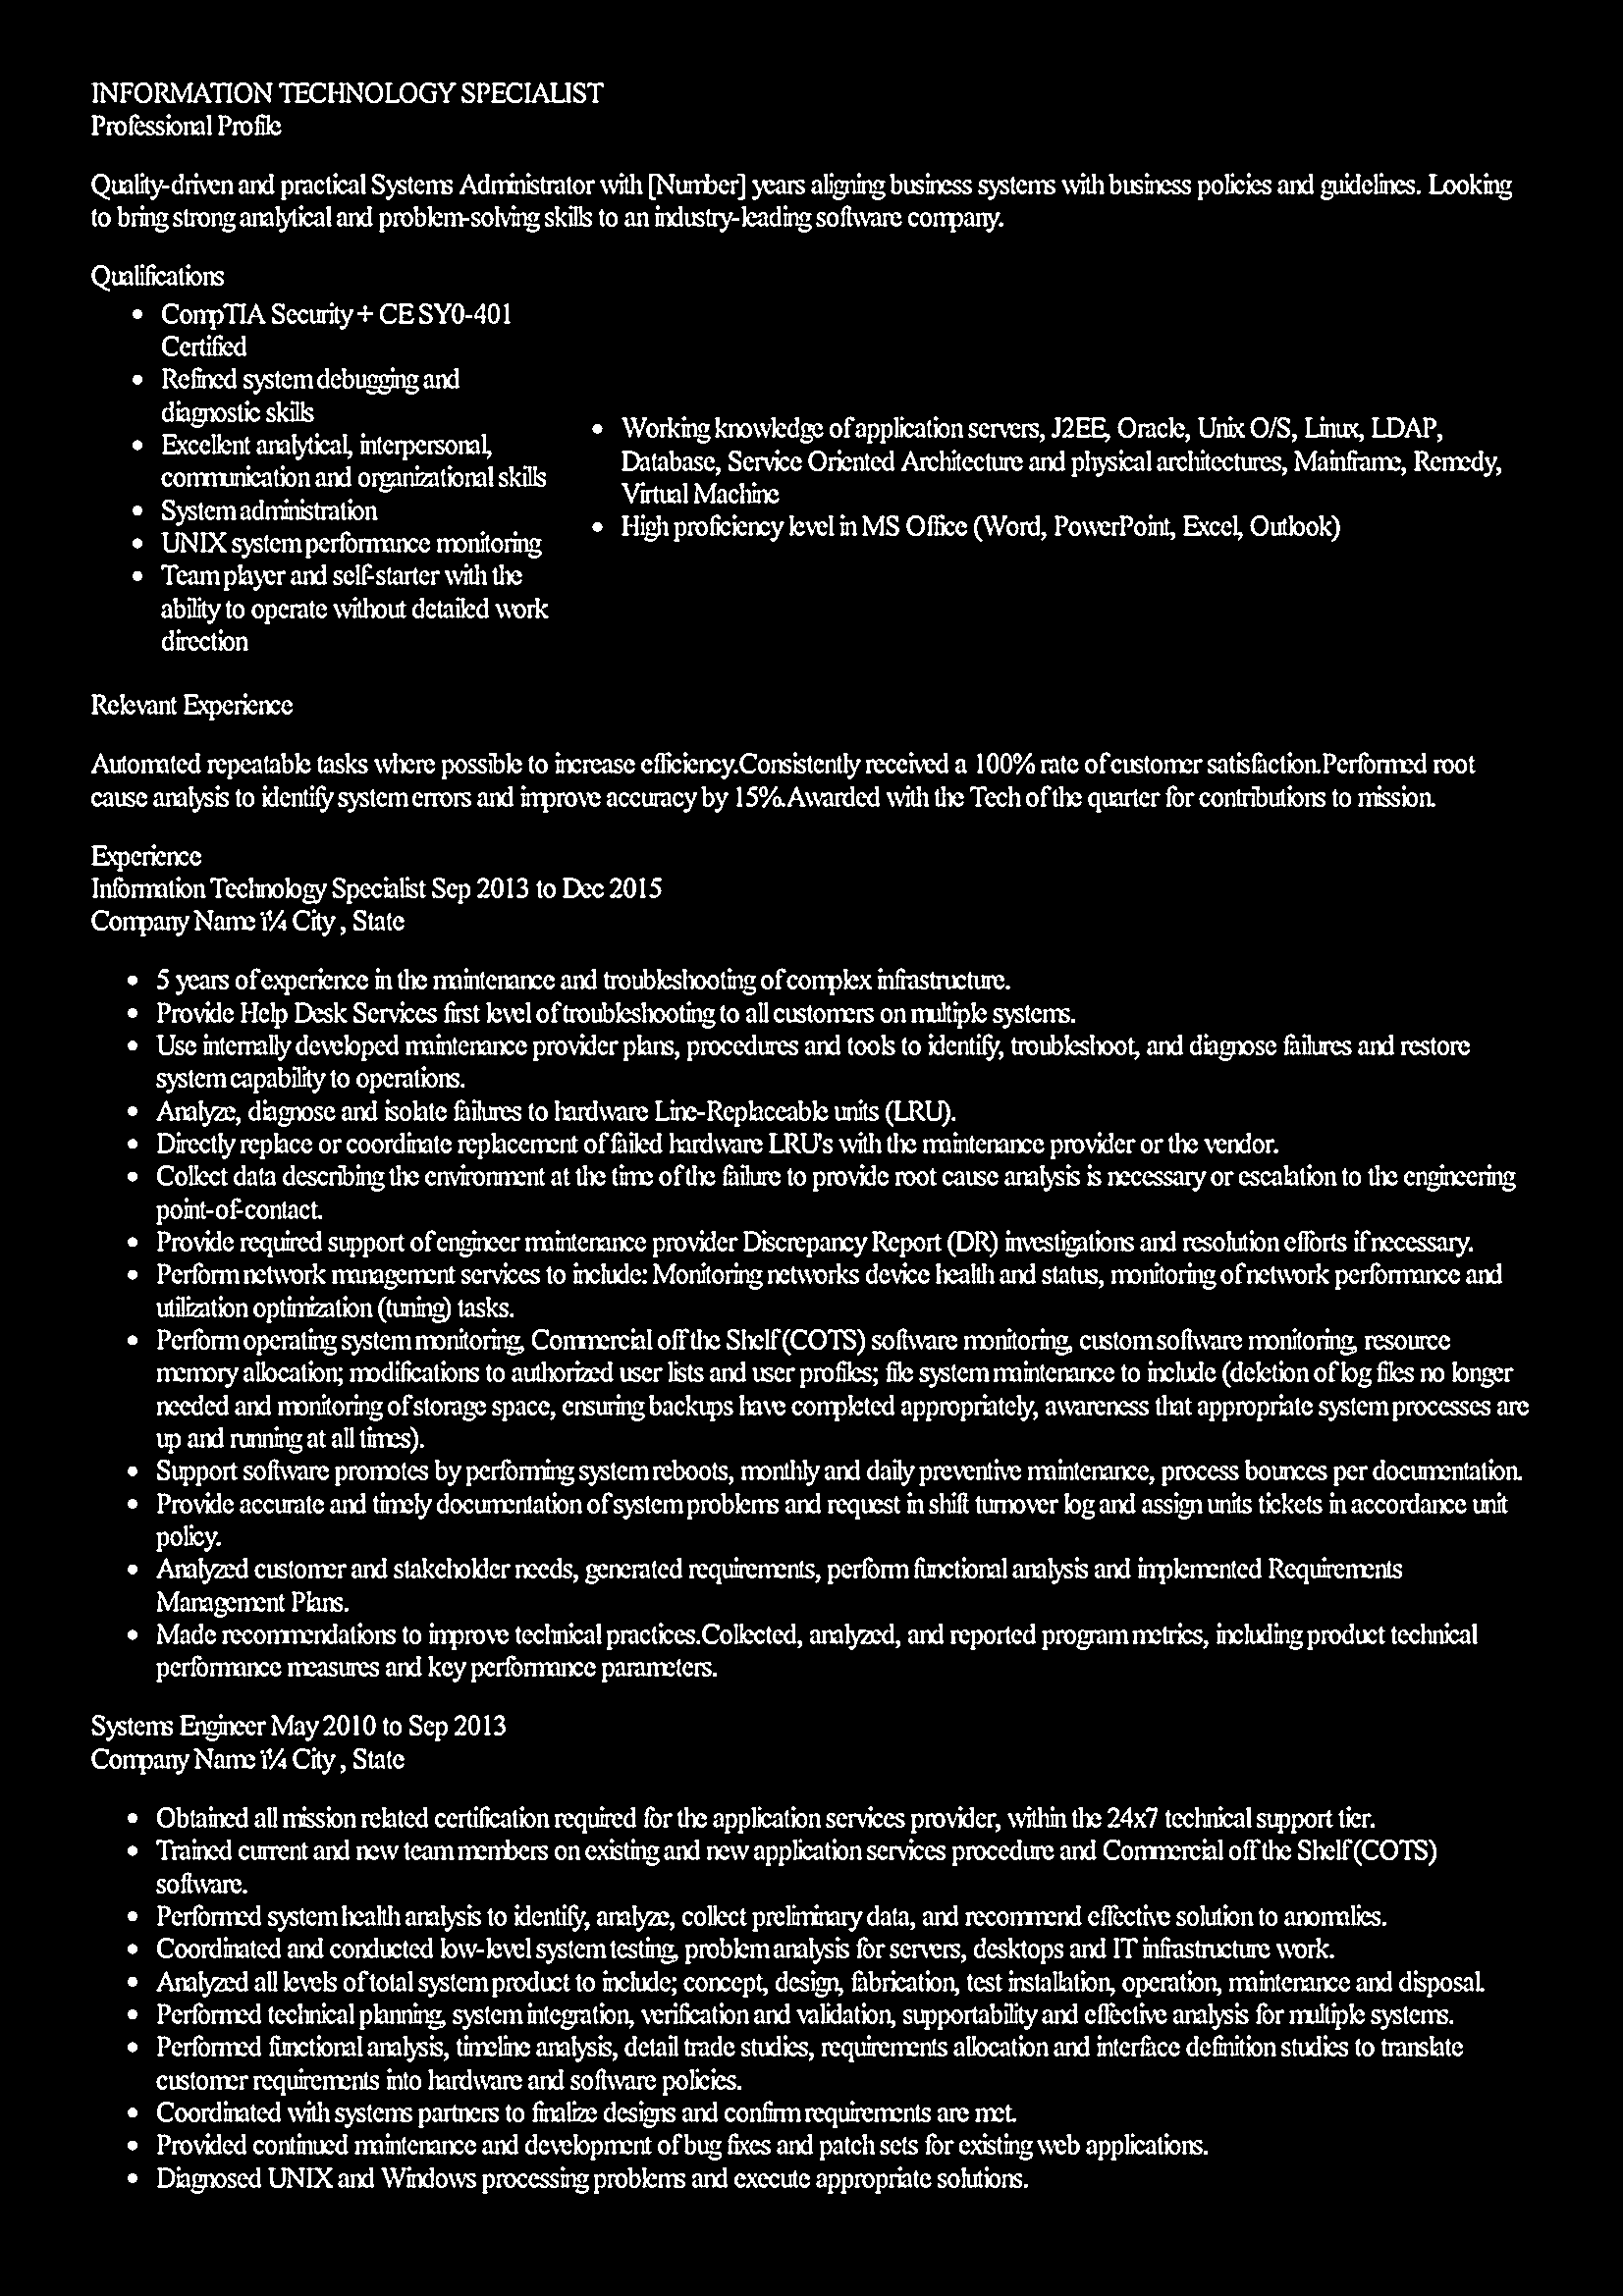 INFORMATION TECHNOLOGY SPECIALIST
Professional Profile
Quality-driven and practical Systems Administrator with [Number] years aligning business systems with business policies and guidelines. Looking
to bring strong analytical and problem-solving skills to an industry-leading software company.
Qualifications
• CompTIA Security + CE SY0-401
Certified
• Refined system debugging and
diagnostic skills
• Excellent analytical, interpersonal,
communication and organizational skills
• System administration
• UNIX system performance monitoring
• Team player and self-starter with the
ability to operate without detailed work
direction
• Working knowledge of application servers, J2EE, Oracle, Unix O/S, Linux, LDAP,
Database, Service Oriented Architecture and physical architectures, Mainframe, Remedy,
Virtual Machine
• High proficiency level in MS Office (Word, PowerPoint, Excel, Outlook)
Relevant Experience
Automated repeatable tasks where possible to increase efficiency.Consistently received a 100% rate of customer satisfaction.Performed root
cause analysis to identify system errors and improve accuracy by 15%.Awarded with the Tech of the quarter for contributions to mission.
Experience
Information Technology Specialist Sep 2013 to Dec 2015
Company Name ï¼ City , State
• 5 years of experience in the maintenance and troubleshooting of complex infrastructure.
• Provide Help Desk Services first level of troubleshooting to all customers on multiple systems.
• Use internally developed maintenance provider plans, procedures and tools to identify, troubleshoot, and diagnose failures and restore
system capability to operations.
• Analyze, diagnose and isolate failures to hardware Line-Replaceable units (LRU).
• Directly replace or coordinate replacement of failed hardware LRU's with the maintenance provider or the vendor.
• Collect data describing the environment at the time of the failure to provide root cause analysis is necessary or escalation to the engineering
point-of-contact.
• Provide required support of engineer maintenance provider Discrepancy Report (DR) investigations and resolution efforts if necessary.
• Perform network management services to include: Monitoring networks device health and status, monitoring of network performance and
utilization optimization (tuning) tasks.
• Perform operating system monitoring, Commercial off the Shelf (COTS) software monitoring, custom software monitoring, resource
memory allocation; modifications to authorized user lists and user profiles; file system maintenance to include (deletion of log files no longer
needed and monitoring of storage space, ensuring backups have completed appropriately, awareness that appropriate system processes are
up and running at all times).
• Support software promotes by performing system reboots, monthly and daily preventive maintenance, process bounces per documentation.
• Provide accurate and timely documentation of system problems and request in shift turnover log and assign units tickets in accordance unit
policy.
• Analyzed customer and stakeholder needs, generated requirements, perform functional analysis and implemented Requirements
Management Plans.
• Made recommendations to improve technical practices.Collected, analyzed, and reported program metrics, including product technical
performance measures and key performance parameters.
Systems Engineer May 2010 to Sep 2013
Company Name ï¼ City , State
• Obtained all mission related certification required for the application services provider, within the 24x7 technical support tier.
• Trained current and new team members on existing and new application services procedure and Commercial off the Shelf (COTS)
software.
• Performed system health analysis to identify, analyze, collect preliminary data, and recommend effective solution to anomalies.
• Coordinated and conducted low-level system testing, problem analysis for servers, desktops and IT infrastructure work.
• Analyzed all levels of total system product to include; concept, design, fabrication, test installation, operation, maintenance and disposal.
• Performed technical planning, system integration, verification and validation, supportability and effective analysis for multiple systems.
• Performed functional analysis, timeline analysis, detail trade studies, requirements allocation and interface definition studies to translate
customer requirements into hardware and software policies.
• Coordinated with systems partners to finalize designs and confirm requirements are met.
• Provided continued maintenance and development of bug fixes and patch sets for existing web applications.
• Diagnosed UNIX and Windows processing problems and execute appropriate solutions.